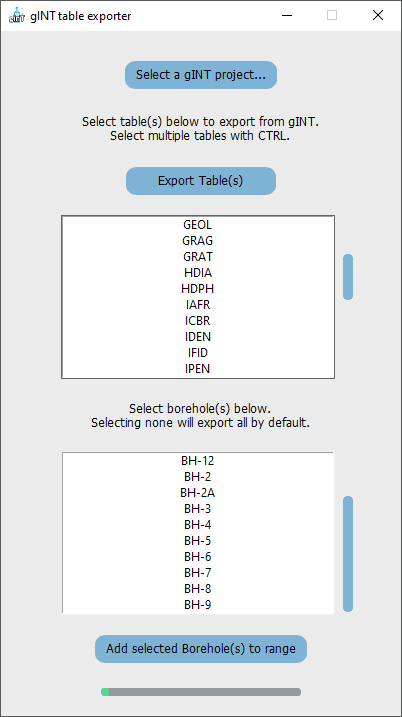 gINT table exporter
Select a gINT project...
Select table(s) below to export from gINT.
Select multiple tables with CTRL.
Export Table(s)
GEOL
GRAG
GRAT
HDIA
HDPH
IAFR
ICBR
IDEN
IFID
IPEN
Select borehole(s) below.
Selecting none will export all by default.
BH-12
BH-2
BH-2A
BH-3
BH-4
BH-5
BH-6
BH-7
BH-8
BH-9
Add selected Borehole(s) to range